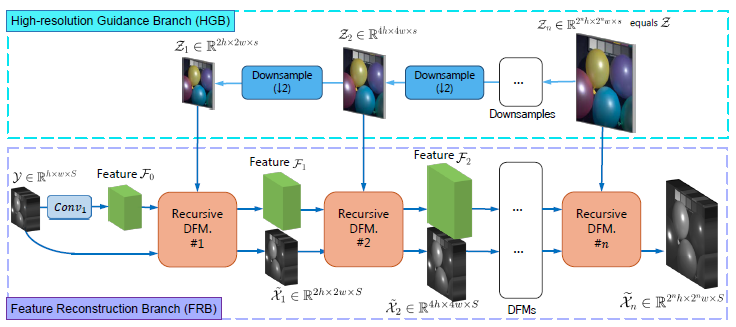 High-resolution Guidance Branch (HGB)
𝒵₁ ∈ ℝ^{2h×2w×s}
𝒵₂ ∈ ℝ^{4h×4w×s}
𝒵ₙ ∈ ℝ^{2ⁿh×2ⁿw×s} equals 𝒵
Downsample
(↓2)
Downsample
(↓2)
...
Downsamples
𝒴 ∈ ℝ^{h×w×S}
Feature ℱ₀
Feature ℱ₁
Feature ℱ₂
Conv₁
Recursive
DFM.
#1
Recursive
DFM.
#2
...
...
Recursive
DFM.
#n
𝒳̃₁ ∈ ℝ^{2h×2w×S}
𝒳̃₂ ∈ ℝ^{4h×4w×S}
DFMs
𝒳̃ₙ ∈ ℝ^{2ⁿh×2ⁿw×S}
Feature Reconstruction Branch (FRB)